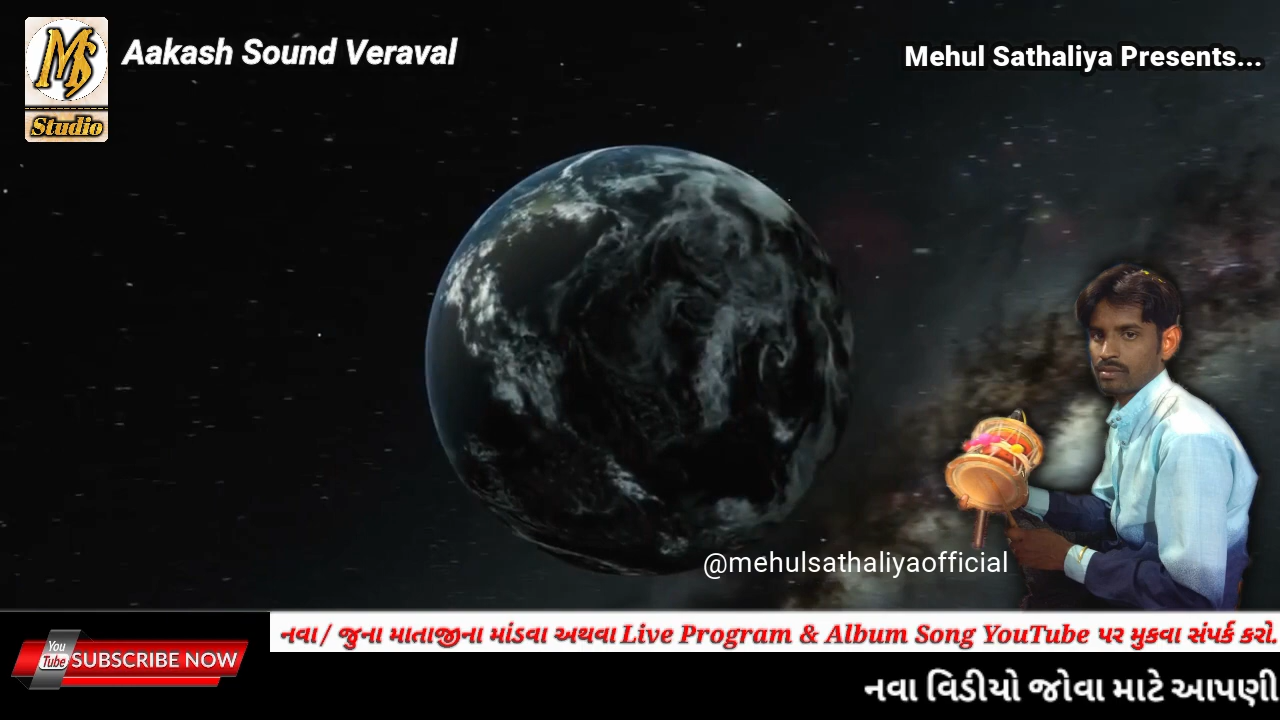 MS
Studio
Aakash Sound Veraval
Mehul Sathaliya Presents...
@mehulsathaliyaofficial
નવા / જુના માતાજીના માંડવા અથવા Live Program & Album Song YouTube પર મુકવા સંપર્ક કરો.
You
Tube
SUBSCRIBE NOW
નવા વિડીયો જોવા માટે આપણી